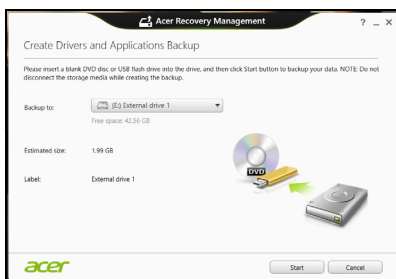 Acer Recovery Management
? _ ×
Create Drivers and Applications Backup
Please insert a blank DVD disc or USB flash drive into the drive, and then click Start button to backup your data. NOTE: Do not
disconnect the storage media while creating the backup.
Backup to:
(E:) External drive 1
Free space: 42.56 GB
Estimated size:
1.99 GB
Label:
External drive 1
DVD
acer
Start
Cancel